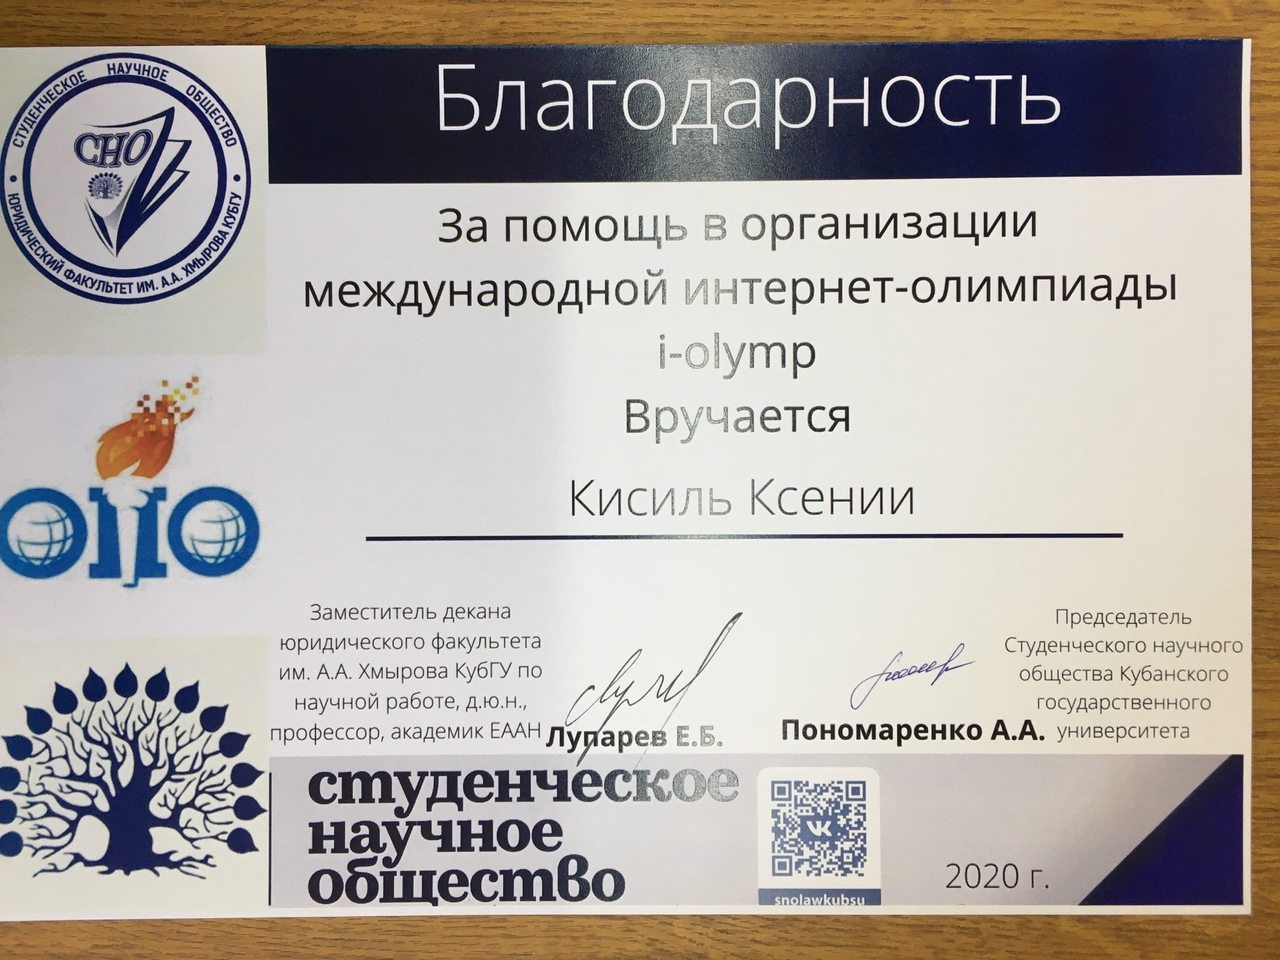 СТУДЕНЧЕСКОЕ НАУЧНОЕ ОБЩЕСТВО
ЮРИДИЧЕСКИЙ ФАКУЛЬТЕТ ИМ. А.А. ХМЫРОВА КУБГУ
СНО
Благодарность
За помощь в организации
международной интернет-олимпиады
i-olymp
Вручается
Кисиль Ксении
Заместитель декана
юридического факультета
им. А.А. Хмырова КубГУ по
научной работе, д.ю.н.,
профессор, академик ЕААН
Лупарев Е.Б.
Пономаренко А.А.
Председатель
Студенческого научного
общества Кубанского
государственного
университета
студенческое
научное
общество
snolawkubsu
2020 г.